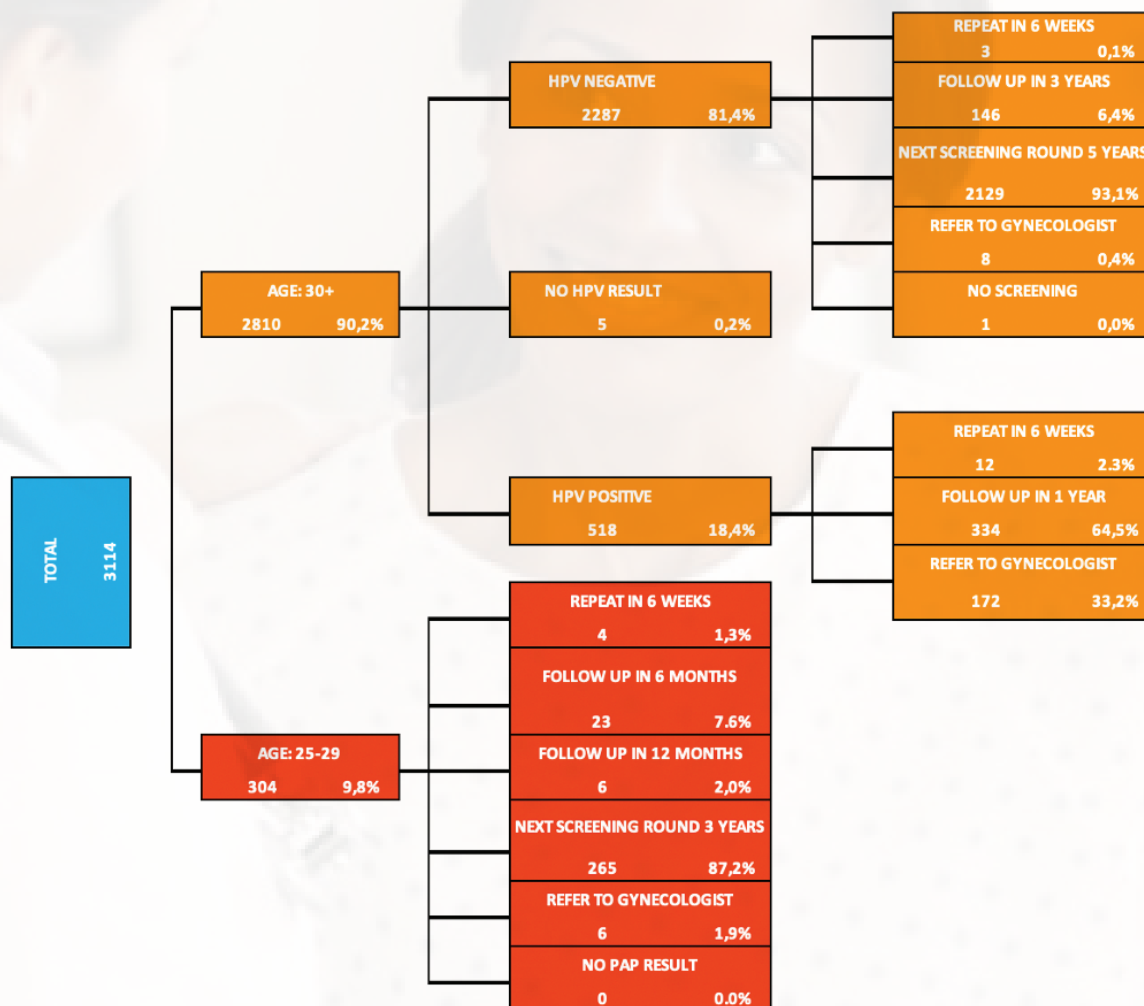 TOTAL
3114
AGE: 30+
2810 90,2%
HPV NEGATIVE
2287 81,4%
REPEAT IN 6 WEEKS
3 0,1%
FOLLOW UP IN 3 YEARS
146 6,4%
NEXT SCREENING ROUND 5 YEARS
2129 93,1%
REFER TO GYNECOLOGIST
8 0,4%
NO SCREENING
1 0,0%
NO HPV RESULT
5 0,2%
HPV POSITIVE
518 18,4%
REPEAT IN 6 WEEKS
12 2.3%
FOLLOW UP IN 1 YEAR
334 64,5%
REFER TO GYNECOLOGIST
172 33,2%
AGE: 25-29
304 9,8%
REPEAT IN 6 WEEKS
4 1,3%
FOLLOW UP IN 6 MONTHS
23 7.6%
FOLLOW UP IN 12 MONTHS
6 2,0%
NEXT SCREENING ROUND 3 YEARS
265 87,2%
REFER TO GYNECOLOGIST
6 1,9%
NO PAP RESULT
0 0.0%